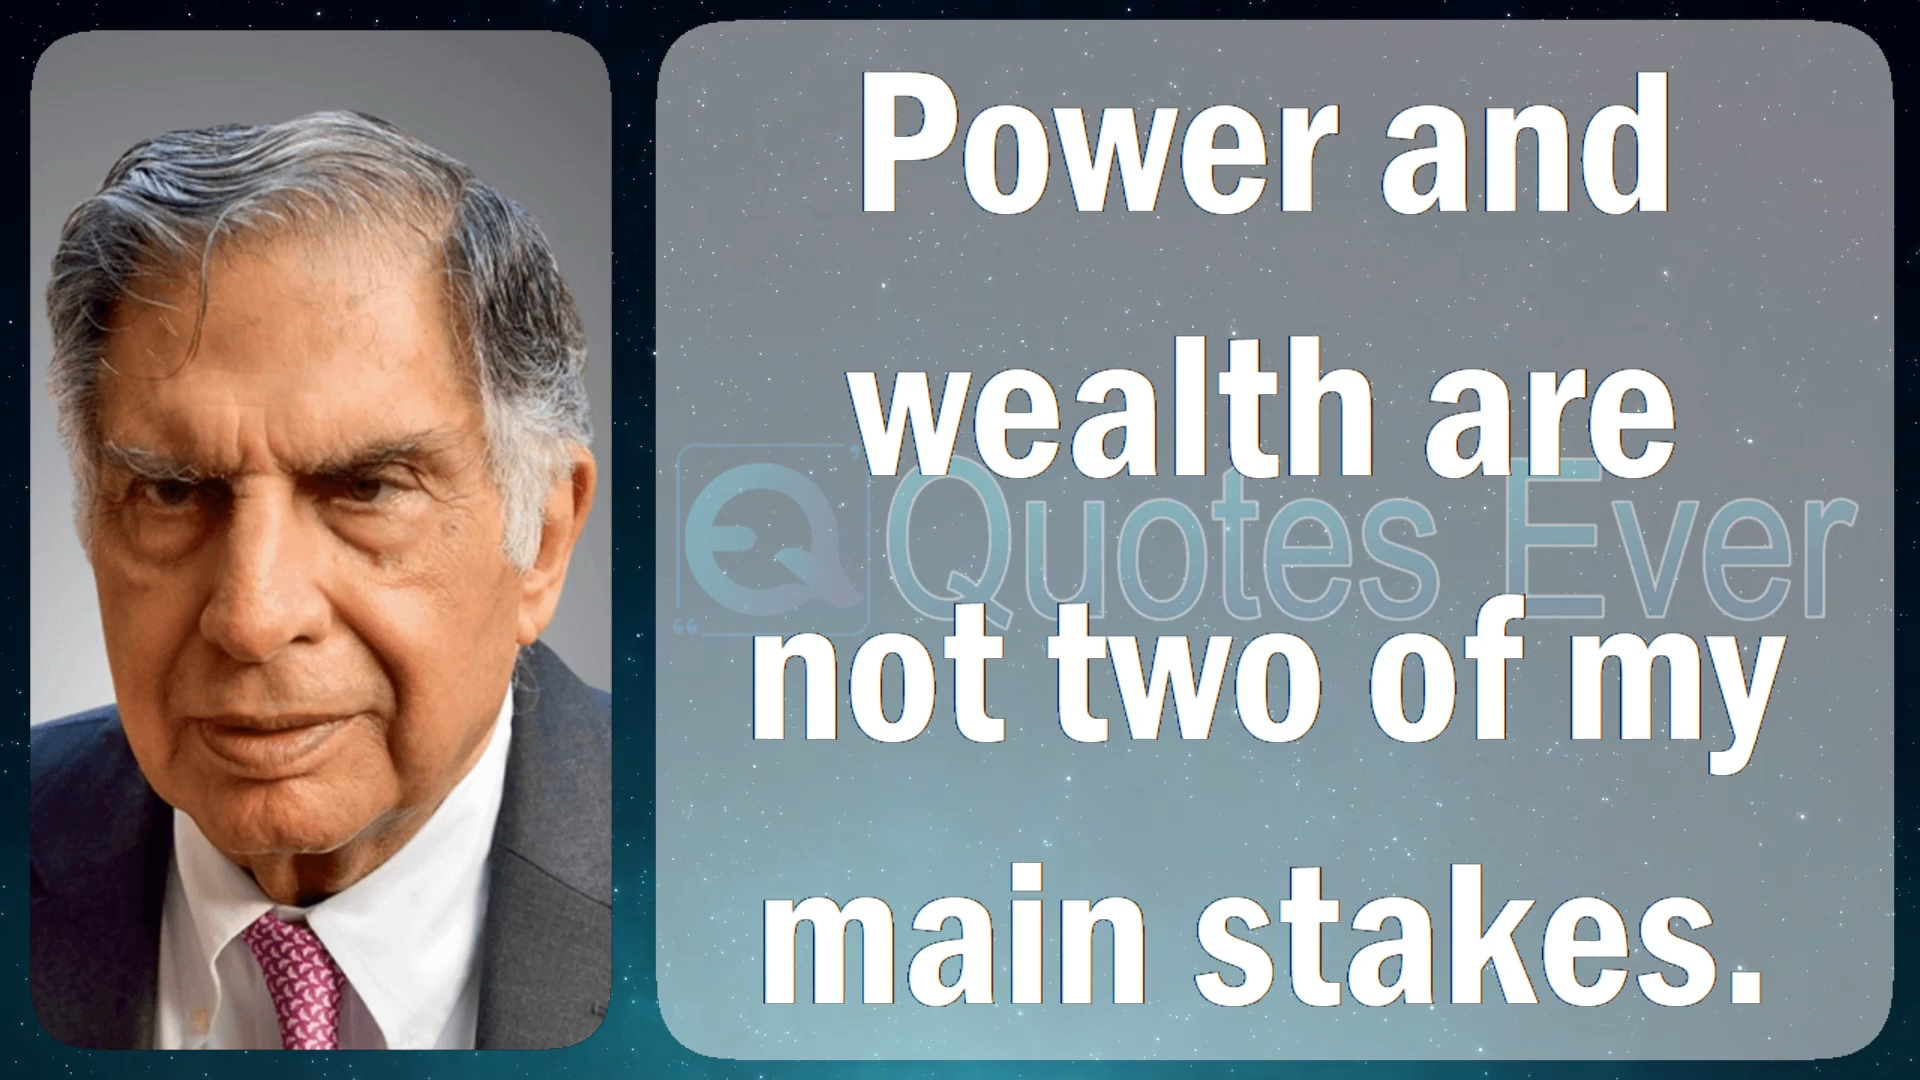 Power and
wealth are
Quotes Ever
not two of my
main stakes.